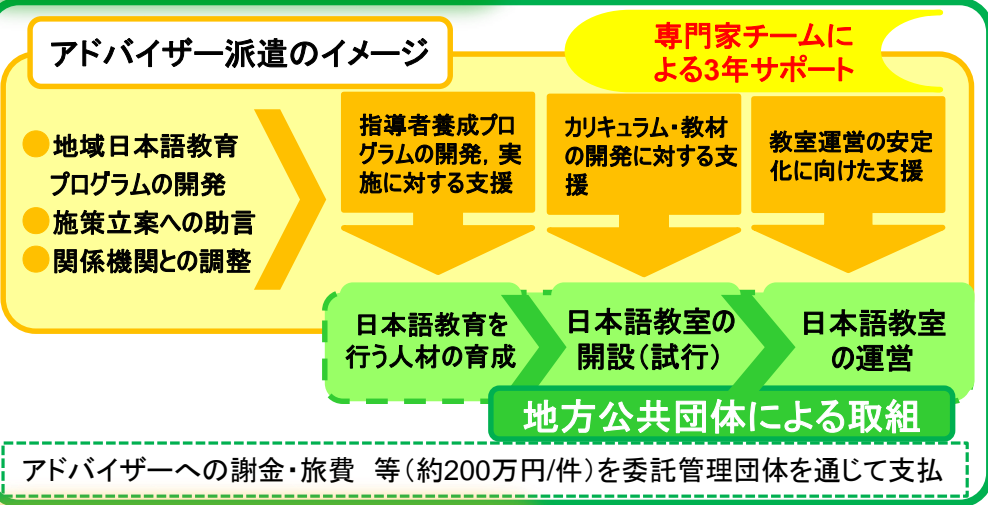 アドバイザー派遣のイメージ
専門家チームに
よる3年サポート
●地域日本語教育
プログラムの開発
●施策立案への助言
●関係機関との調整
指導者養成プロ
グラムの開発，実
施に対する支援
カリキュラム・教材
の開発に対する支
援
教室運営の安定
化に向けた支援
日本語教育を
行う人材の育成
日本語教室の
開設（試行）
日本語教室
の運営
地方公共団体による取組
アドバイザーへの謝金・旅費　等（約200万円/件）を委託管理団体を通じて支払